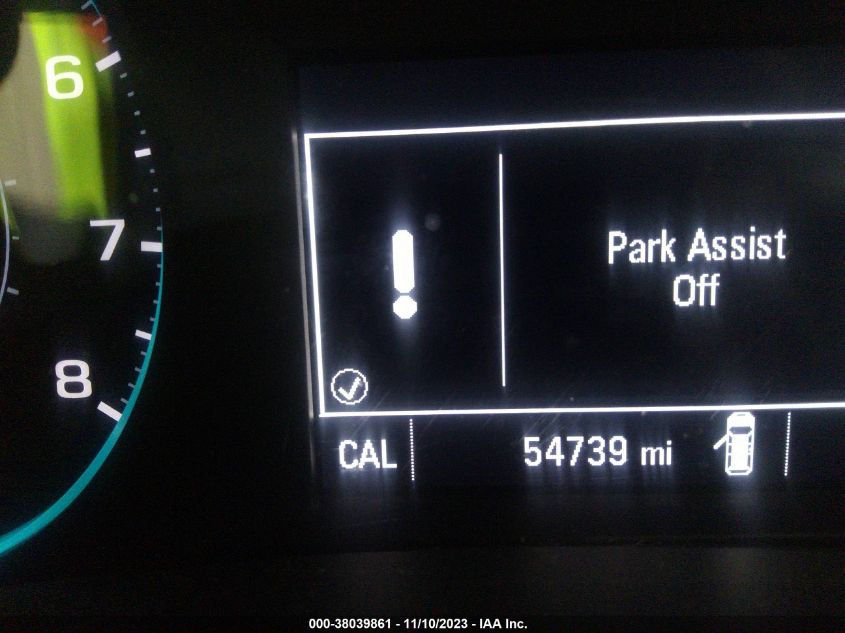 6
7
8
Park Assist
Off
CAL 54739 mi
000-38039861 - 11/10/2023 - IAA Inc.